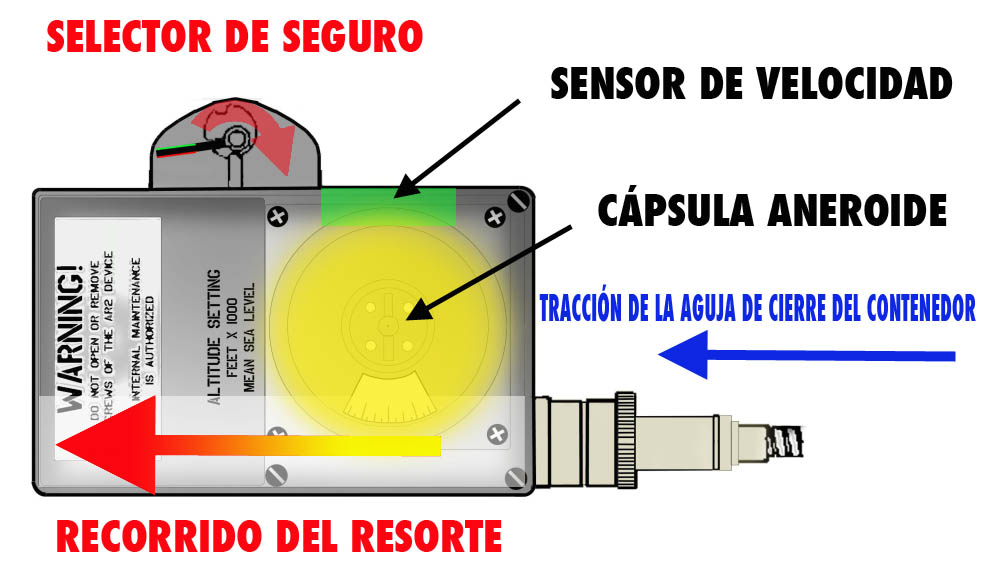 SELECTOR DE SEGURO
SENSOR DE VELOCIDAD
CÁPSULA ANEROIDE
TRACCIÓN DE LA AGUJA DE CIERRE DEL CONTENEDOR
WARNING!
DO NOT OPEN OR REMOVE
CREWS OF THE AR2 DEVICE
INTERNAL MAINTENANCE
IS AUTHORIZED
ALTITUDE SETTING
FEET X 1000
MEAN SEA LEVEL
RECORRIDO DEL RESORTE